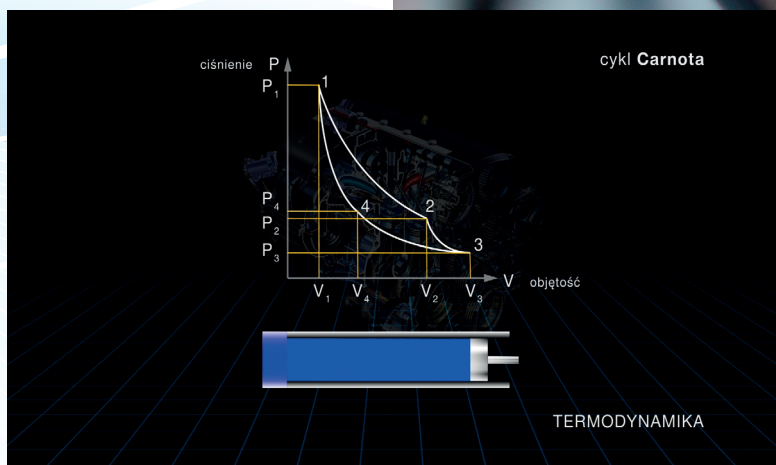 cykl Carnota
ciśnienie P
P1
1
P4
4
2
P2
P3
3
V objętość
V1 V4 V2 V3
TERMODYNAMIKA